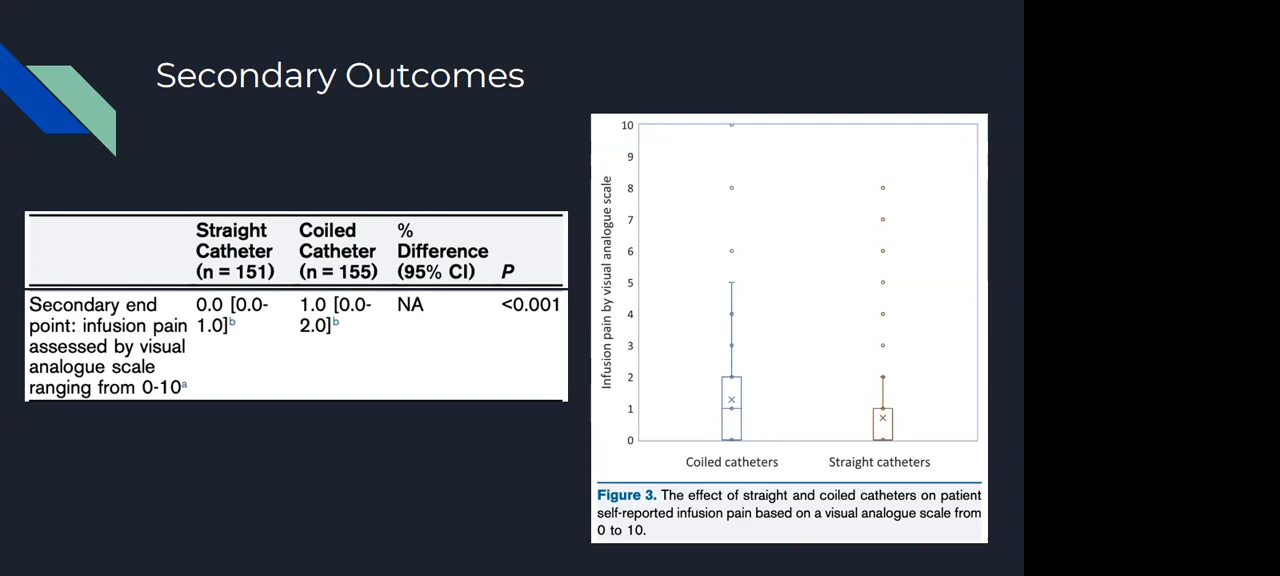 Secondary Outcomes
Straight Catheter (n = 151)
Coiled Catheter (n = 155)
% Difference (95% CI)
P
Secondary end point: infusion pain assessed by visual analogue scale ranging from 0-10a
0.0 [0.0-1.0]b
1.0 [0.0-2.0]b
NA
<0.001
Infusion pain by visual analogue scale
10
9
8
7
6
5
4
3
2
1
0
Coiled catheters
Straight catheters
Figure 3. The effect of straight and coiled catheters on patient
self-reported infusion pain based on a visual analogue scale from
0 to 10.